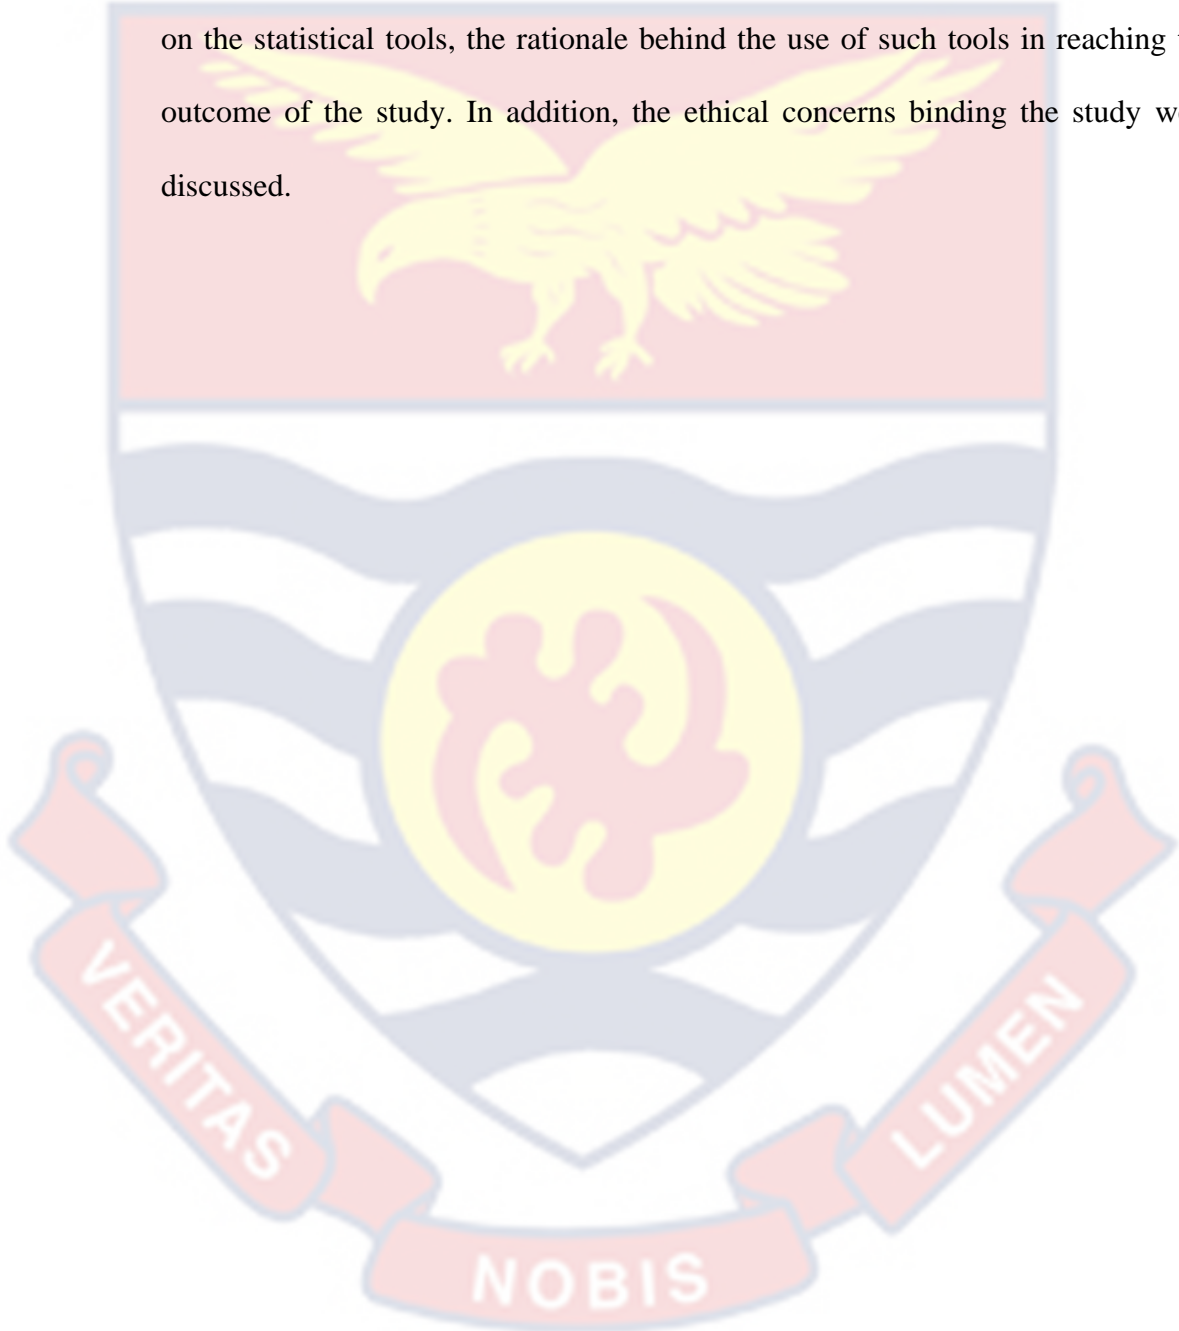 on the statistical tools, the rationale behind the use of such tools in reaching
outcome of the study. In addition, the ethical concerns binding the study
discussed.
VERITAS
NOBIS
LUMEN